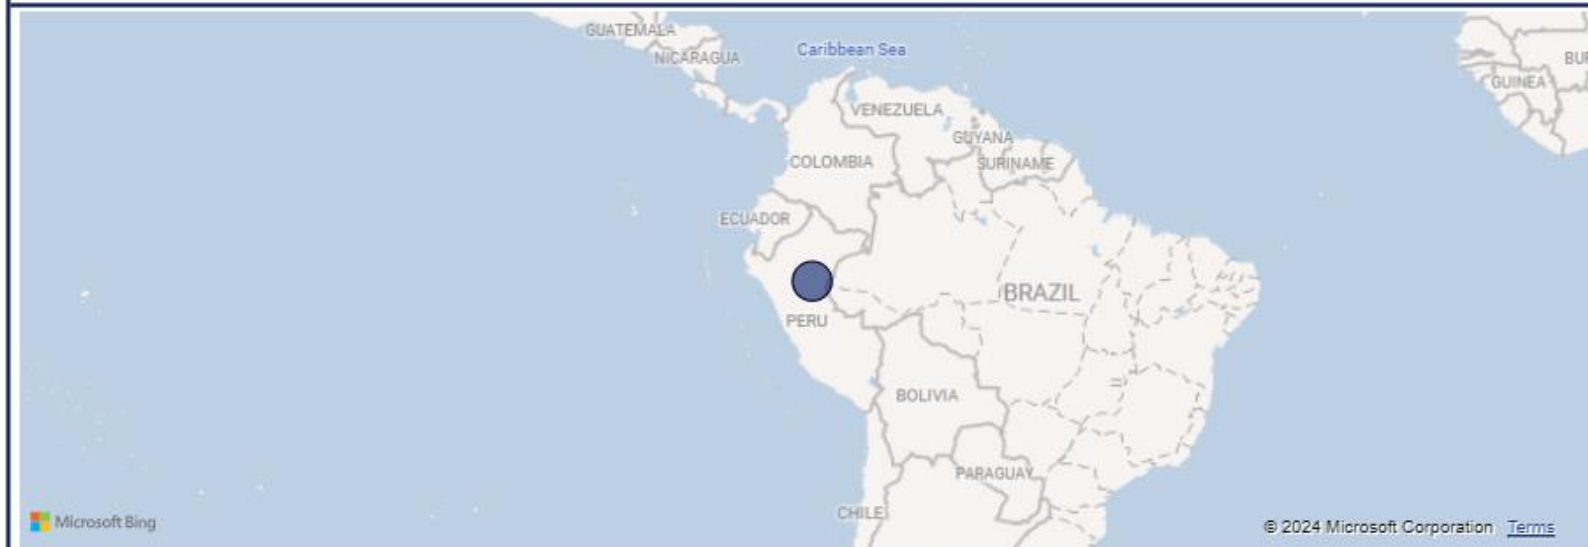 GUATEMALA
Caribbean Sea
NICARAGUA
GUINEA
VENEZUELA
GUYANA
COLOMBIA
SURINAME
ECUADOR
BRAZIL
PERU
BOLIVIA
PARAGUAY
CHILE
Microsoft Bing
© 2024 Microsoft Corporation Terms